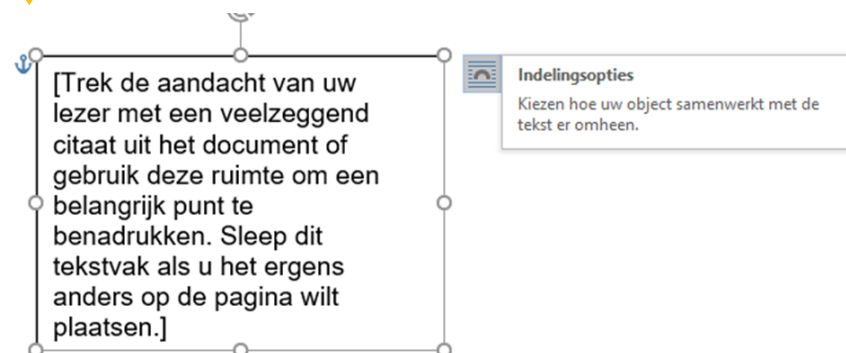 [Trek de aandacht van uw
lezer met een veelzeggend
citaat uit het document of
gebruik deze ruimte om een
belangrijk punt te
benadrukken. Sleep dit
tekstvak als u het ergens
anders op de pagina wilt
plaatsen.]
Indelingsopties
Kiezen hoe uw object samenwerkt met de
tekst er omheen.